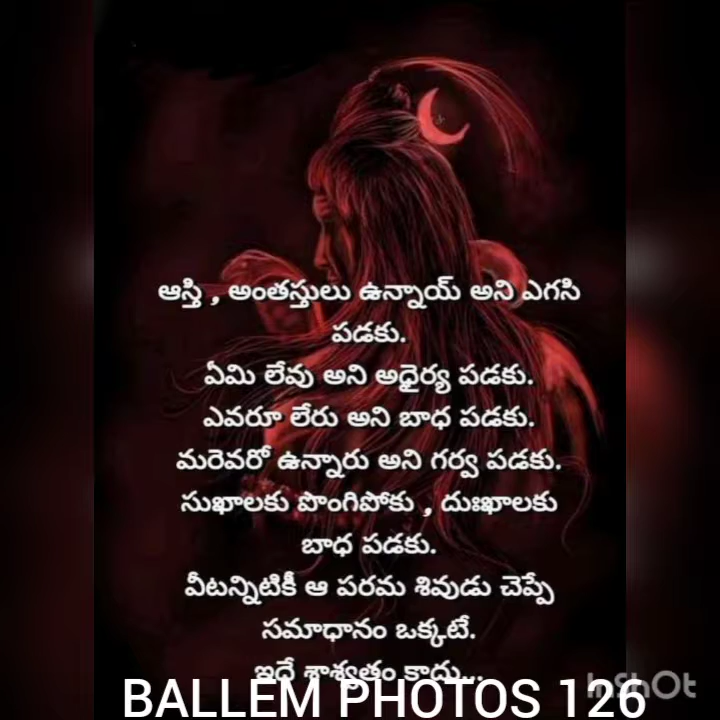 ఆస్తి , అంతస్తులు ఉన్నాయ్ అని ఎగసి
పడకు.
ఏమి లేవు అని అధైర్య పడకు.
ఎవరూ లేరు అని బాధ పడకు.
మరెవరో ఉన్నారు అని గర్వ పడకు.
సుఖాలకు పొంగిపోకు , దుఃఖాలకు
బాధ పడకు.
వీటన్నిటికీ ఆ పరమ శివుడు చెప్పే
సమాధానం ఒక్కటే.
ఇదే శాశ్వతం కాదు...
BALLEM PHOTOS 126
InShOt